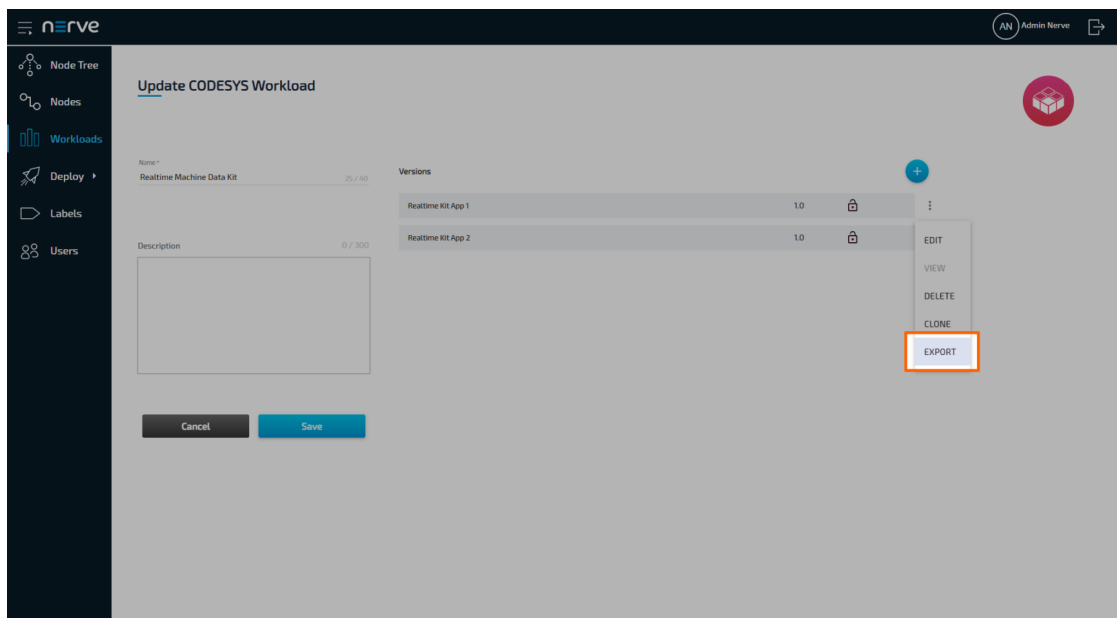 nerve
AN Admin Nerve
Node Tree
Nodes
Workloads
Deploy
Labels
Users
Update CODESYS Workload
Name*
Realtime Machine Data Kit 25 / 40
Description 0 / 300
Cancel Save
Versions
Realtime Kit App 1 1.0
Realtime Kit App 2 1.0
EDIT
VIEW
DELETE
CLONE
EXPORT